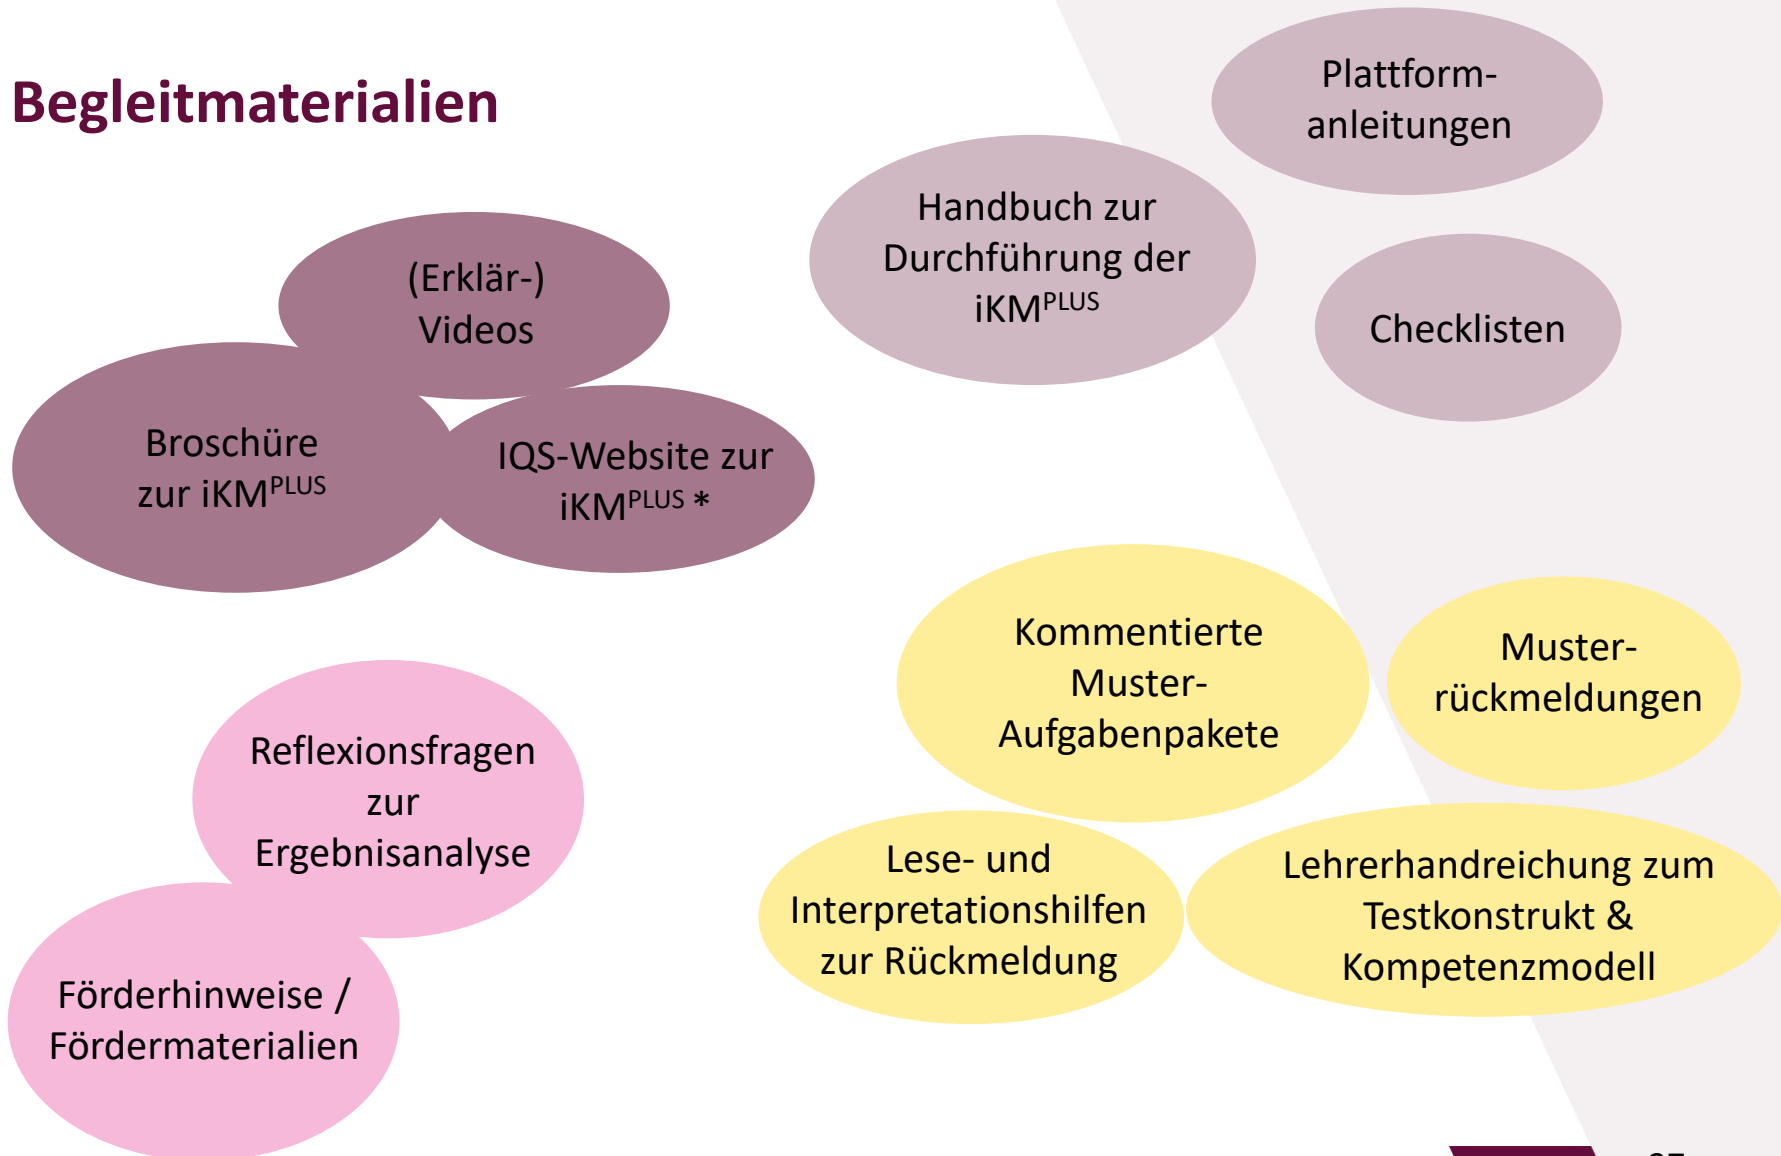 Begleitmaterialien
Plattform-
anleitungen
Handbuch zur
Durchführung der
iKMPLUS
Checklisten
(Erklär-)
Videos
Broschüre
zur iKMPLUS
IQS-Website zur
iKMPLUS *
Kommentierte
Muster-
Aufgabenpakete
Muster-
rückmeldungen
Reflexionsfragen
zur
Ergebnisanalyse
Lese- und
Interpretationshilfen
zur Rückmeldung
Lehrerhandreichung zum
Testkonstrukt &
Kompetenzmodell
Förderhinweise /
Fördermaterialien